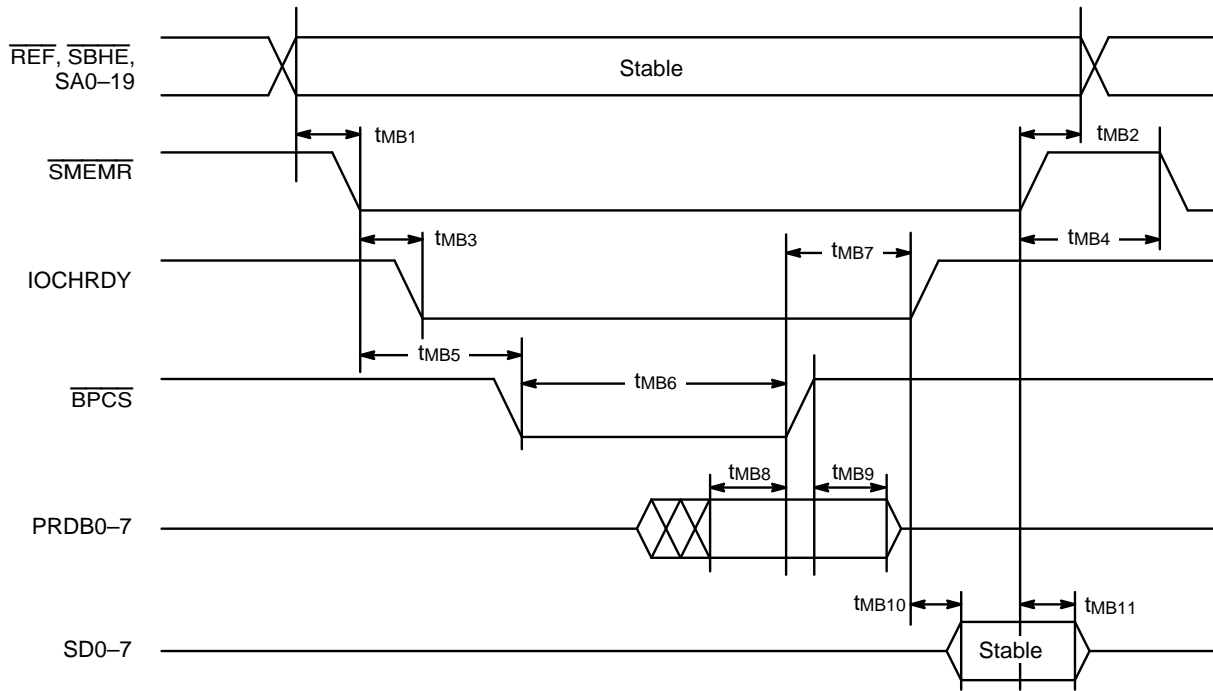 REF, SBHE,
SA0–19
Stable
tMB1
tMB2
SMEMR
tMB3
tMB4
tMB7
IOCHRDY
tMB5
tMB6
BPCS
tMB8
tMB9
PRDB0–7
tMB10
tMB11
SD0–7
Stable